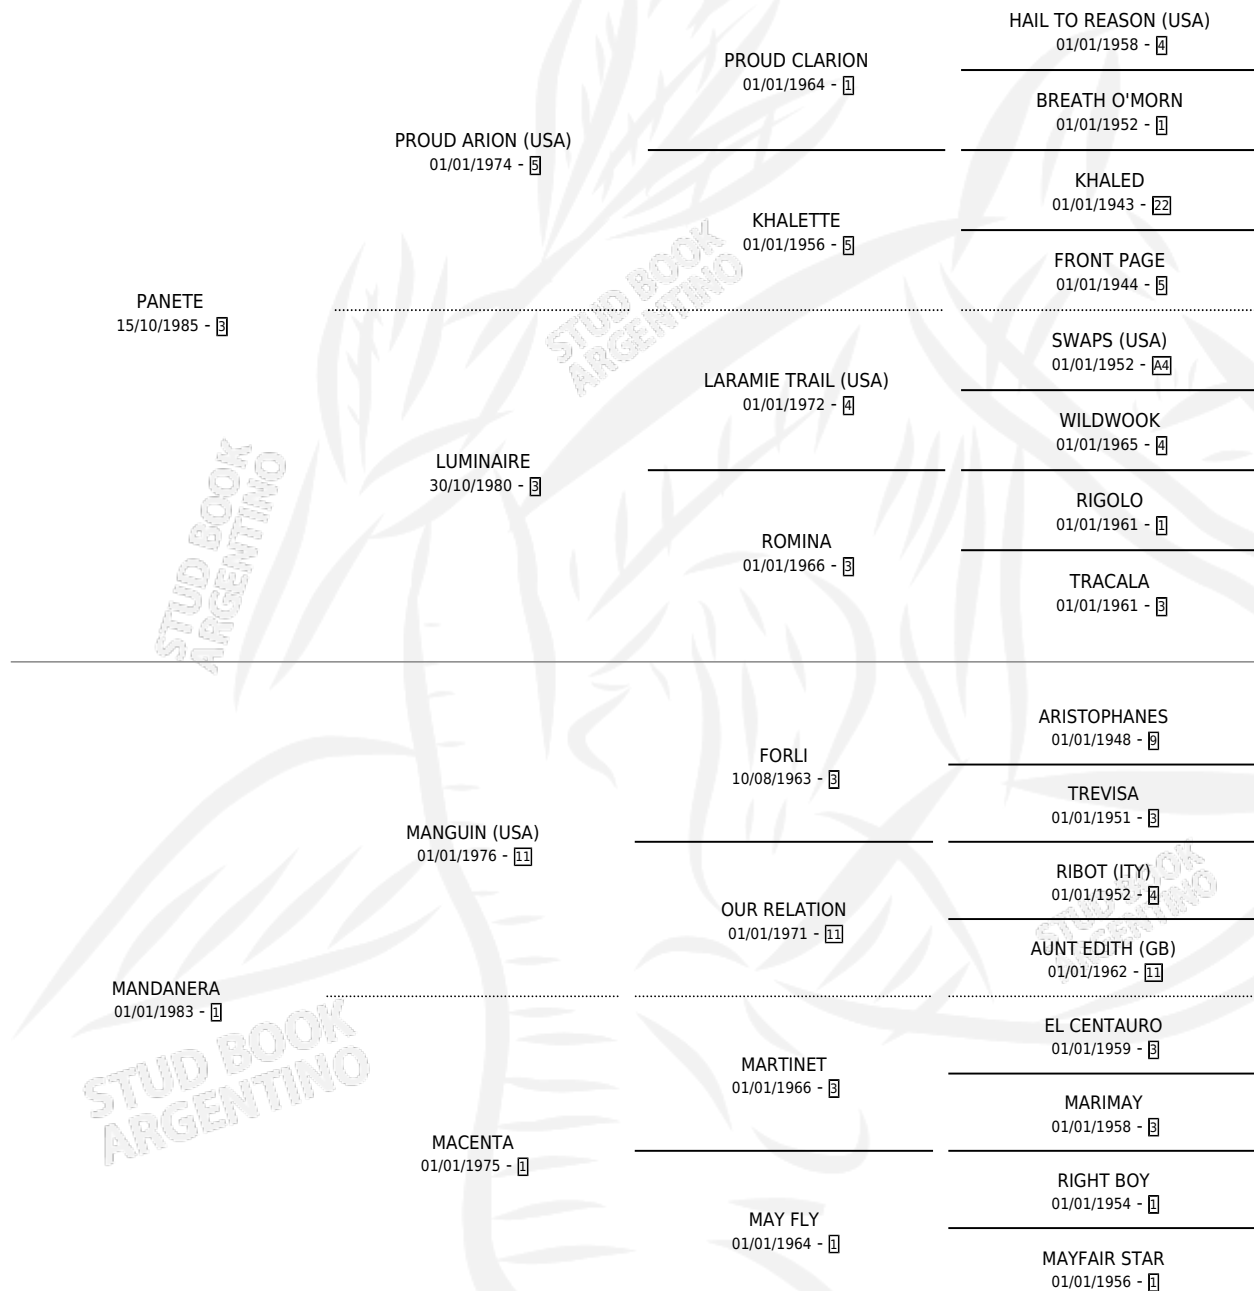 HAIL TO REASON (USA)
01/01/1958 - 4
PROUD CLARION
01/01/1964 - 1
BREATH O'MORN
01/01/1952 - 1
PROUD ARION (USA)
01/01/1974 - 5
KHALED
01/01/1943 - 22
KHALETTE
01/01/1956 - 5
FRONT PAGE
01/01/1944 - 5
PANETE
15/10/1985 - 3
STUD BOOK
ARGENTINO
SWAPS (USA)
01/01/1952 - A4
LARAMIE TRAIL (USA)
01/01/1972 - 4
WILDWOOK
01/01/1965 - 4
LUMINAIRE
30/10/1980 - 3
RIGOLO
01/01/1961 - 1
ROMINA
01/01/1966 - 3
TRACALA
01/01/1961 - 3
STUD BOOK
ARGENTINO
ARISTOPHANES
01/01/1948 - 9
FORLI
10/08/1963 - 3
TREVISA
01/01/1951 - 3
MANGUIN (USA)
01/01/1976 - 11
RIBOT (ITY)
01/01/1952 - 4
OUR RELATION
01/01/1971 - 11
STUD BOOK
ARGENTINO
AUNT EDITH (GB)
01/01/1962 - 11
MANDANERA
01/01/1983 - 1
STUD BOOK
ARGENTINO
EL CENTAURO
01/01/1959 - 3
MARTINET
01/01/1966 - 3
MARIMAY
01/01/1958 - 3
MACENTA
01/01/1975 - 1
RIGHT BOY
01/01/1954 - 1
MAY FLY
01/01/1964 - 1
MAYFAIR STAR
01/01/1956 - 1